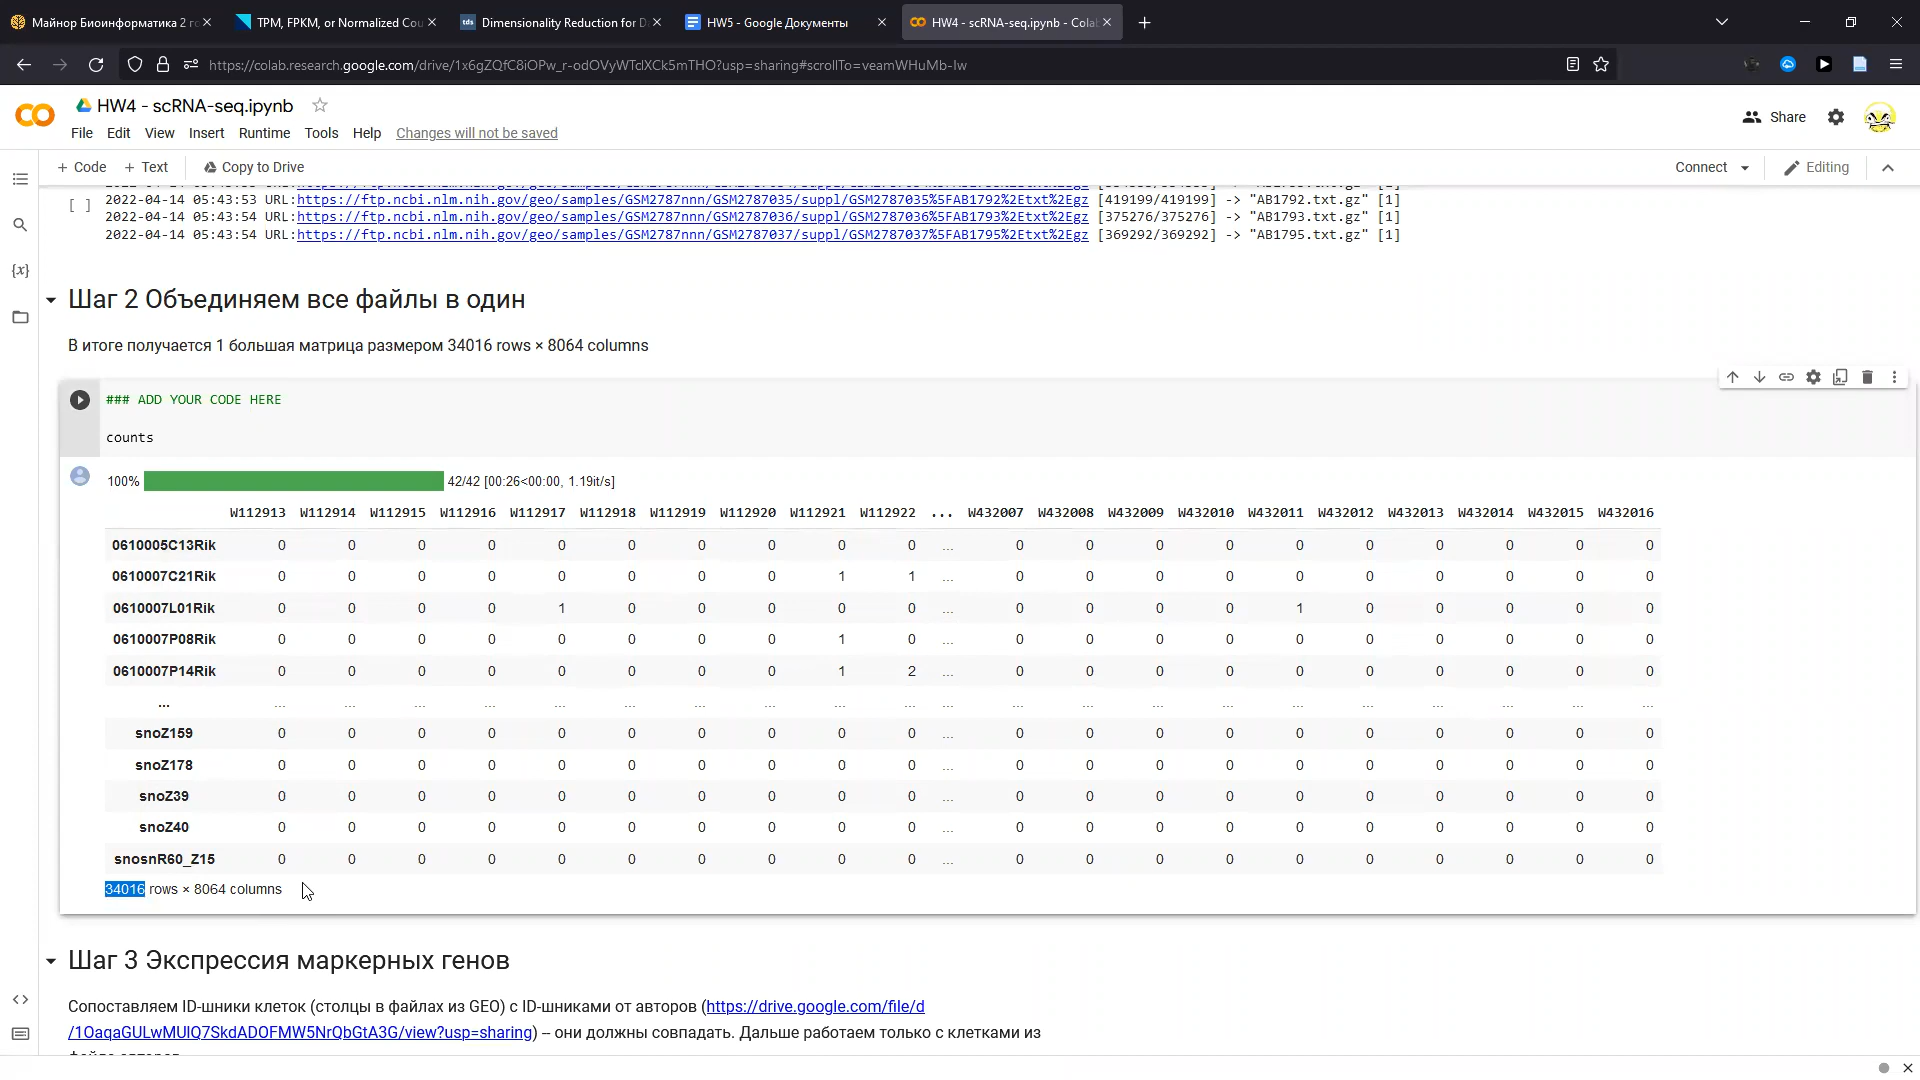 Майнор Биоинформатика 2 го
TPM, FPKM, or Normalized Cou
Dimensionality Reduction for D
HW5 - Google Документы
HW4 - scRNA-seq.ipynb - Colab
https://colab.research.google.com/drive/1x6gZQfC8iOPw_r-odOVyWTclXCk5mTHO?usp=sharing#scrollTo=veamWHuMb-Iw
HW4 - scRNA-seq.ipynb
Share
File Edit View Insert Runtime Tools Help Changes will not be saved
+ Code + Text Copy to Drive
Connect Editing
[ ] 2022-04-14 05:43:53 URL:https://ftp.ncbi.nlm.nih.gov/geo/samples/GSM2787nnn/GSM2787035/suppl/GSM2787035%5FAB1792%2Etxt%2Egz [419199/419199] -> "AB1792.txt.gz" [1]
2022-04-14 05:43:54 URL:https://ftp.ncbi.nlm.nih.gov/geo/samples/GSM2787nnn/GSM2787036/suppl/GSM2787036%5FAB1793%2Etxt%2Egz [375276/375276] -> "AB1793.txt.gz" [1]
2022-04-14 05:43:54 URL:https://ftp.ncbi.nlm.nih.gov/geo/samples/GSM2787nnn/GSM2787037/suppl/GSM2787037%5FAB1795%2Etxt%2Egz [369292/369292] -> "AB1795.txt.gz" [1]
Шаг 2 Объединяем все файлы в один
В итоге получается 1 большая матрица размером 34016 rows × 8064 columns
### ADD YOUR CODE HERE
counts
100% 42/42 [00:26<00:00, 1.19it/s]
W112913 W112914 W112915 W112916 W112917 W112918 W112919 W112920 W112921 W112922 ... W432007 W432008 W432009 W432010 W432011 W432012 W432013 W432014 W432015 W432016
0610005C13Rik 0 0 0 0 0 0 0 0 0 0 ... 0 0 0 0 0 0 0 0 0 0
0610007C21Rik 0 0 0 0 0 0 0 0 1 1 ... 0 0 0 0 0 0 0 0 0 0
0610007L01Rik 0 0 0 0 1 0 0 0 0 0 ... 0 0 0 0 1 0 0 0 0 0
0610007P08Rik 0 0 0 0 0 0 0 0 1 0 ... 0 0 0 0 0 0 0 0 0 0
0610007P14Rik 0 0 0 0 0 0 0 0 1 2 ... 0 0 0 0 0 0 0 0 0 0
... ... ... ... ... ... ... ... ... ... ... ... ... ... ... ... ... ... ... ... ... ...
snoZ159 0 0 0 0 0 0 0 0 0 0 ... 0 0 0 0 0 0 0 0 0 0
snoZ178 0 0 0 0 0 0 0 0 0 0 ... 0 0 0 0 0 0 0 0 0 0
snoZ39 0 0 0 0 0 0 0 0 0 0 ... 0 0 0 0 0 0 0 0 0 0
snoZ40 0 0 0 0 0 0 0 0 0 0 ... 0 0 0 0 0 0 0 0 0 0
snosnR60_Z15 0 0 0 0 0 0 0 0 0 0 ... 0 0 0 0 0 0 0 0 0 0
34016 rows × 8064 columns
Шаг 3 Экспрессия маркерных генов
Сопоставляем ID-шники клеток (столбцы в файлах из GEO) с ID-шниками от авторов (https://drive.google.com/file/d
/1OaqaGULwMUlQ7SkdADOFMW5NrQbGtA3G/view?usp=sharing) – они должны совпадать. Дальше работаем только с клетками из